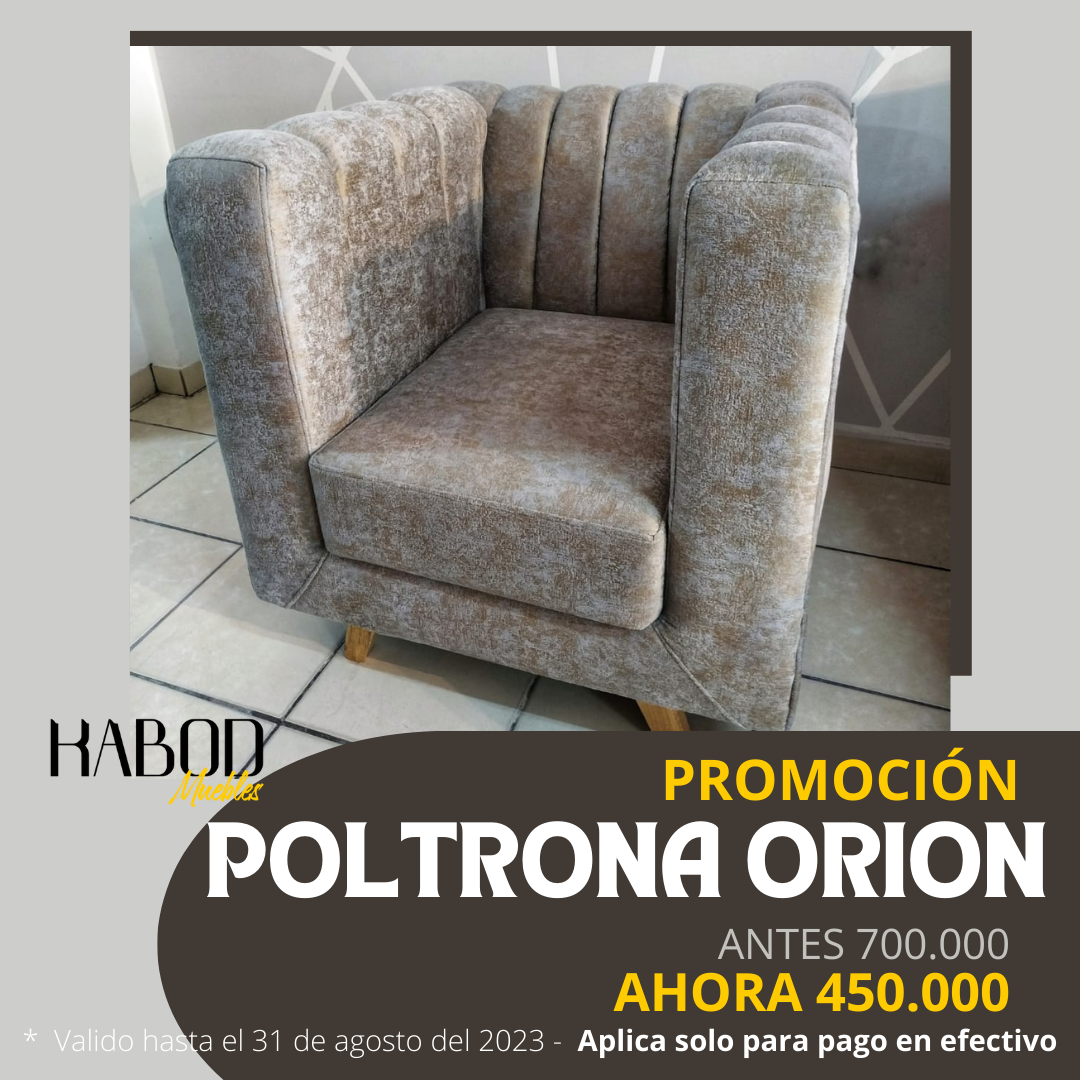 KABOD
Muebles
PROMOCIÓN
POLTRONA ORION
ANTES 700.000
AHORA 450.000
* Valido hasta el 31 de agosto del 2023 - Aplica solo para pago en efectivo